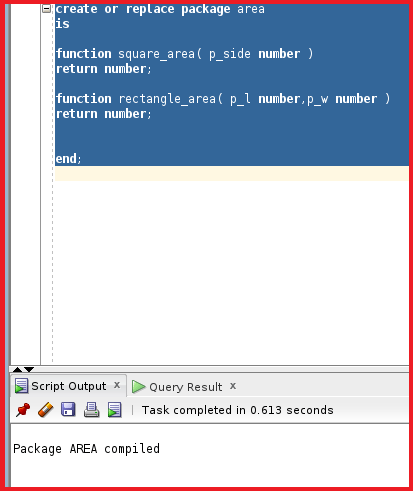 create or replace package area
is
function square_area( p_side number )
return number;
function rectangle_area( p_l number,p_w number )
return number;
end;
Script Output x
Query Result x
Task completed in 0.613 seconds
Package AREA compiled